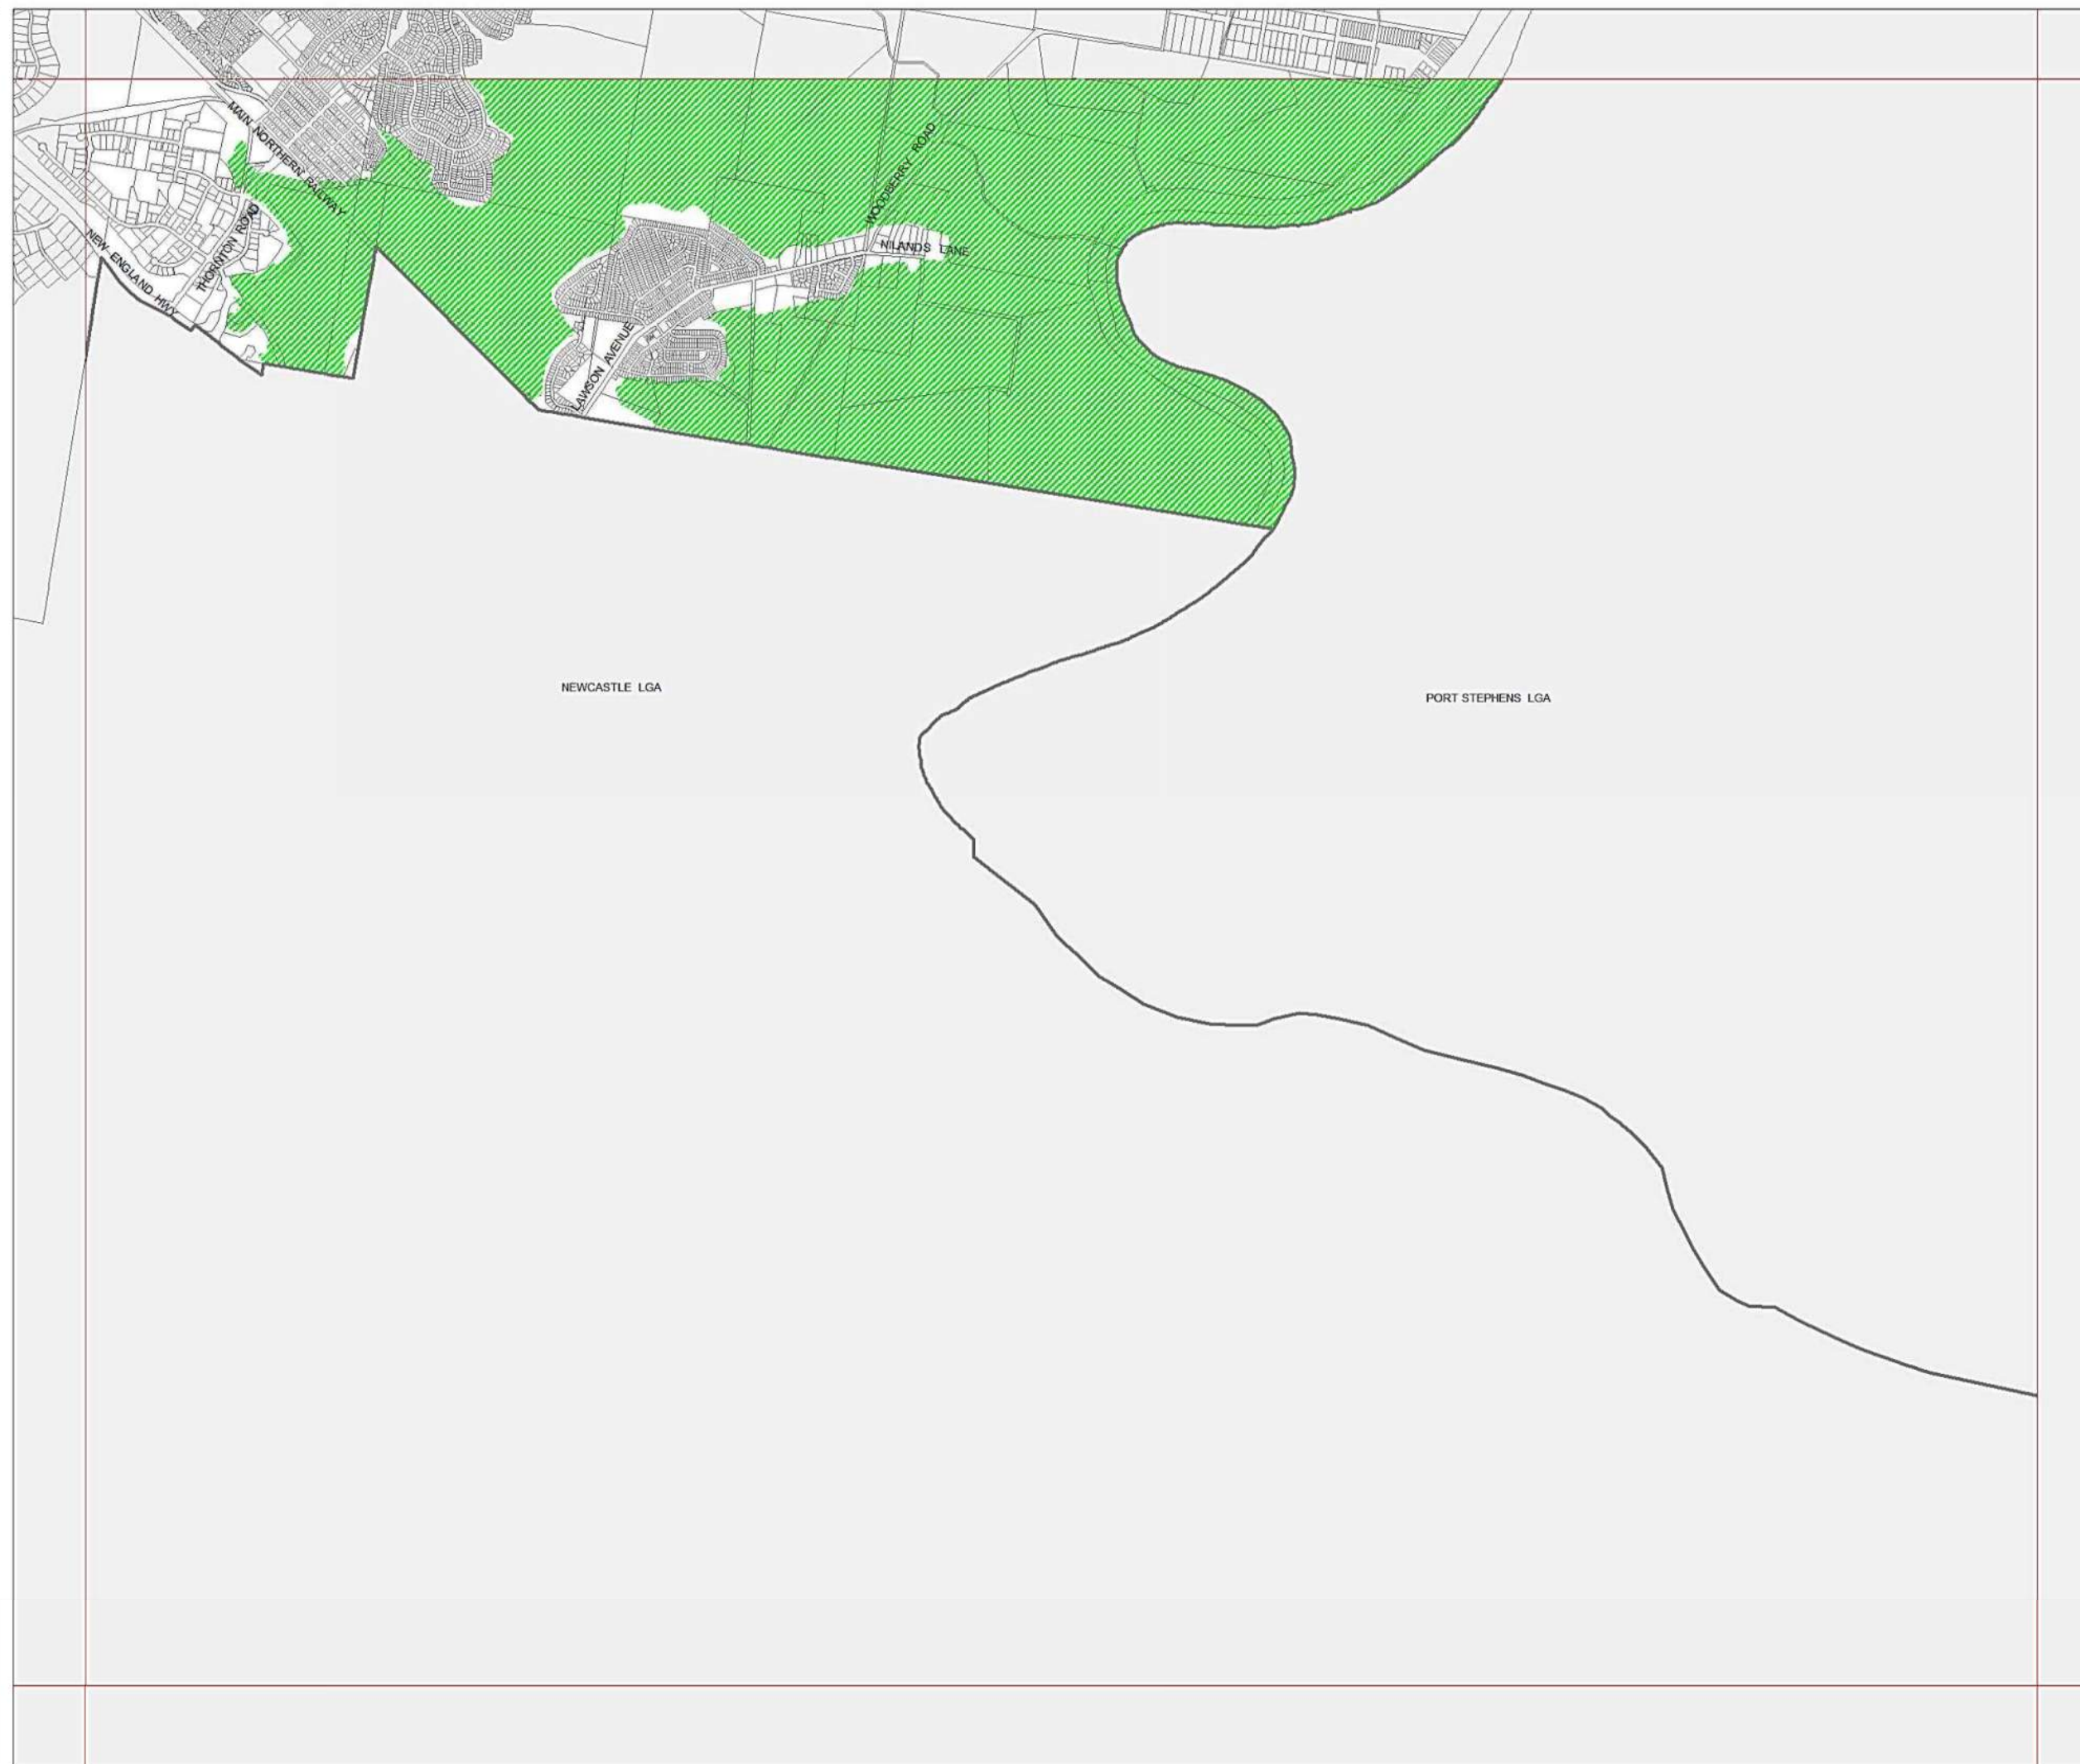 MAIN NORTHERN RAILWAY
WOODBERRY ROAD
THORNTON ROAD
NEW ENGLAND HWY
NILANDS LANE
LAWSON AVENUE
NEWCASTLE LGA
PORT STEPHENS LGA